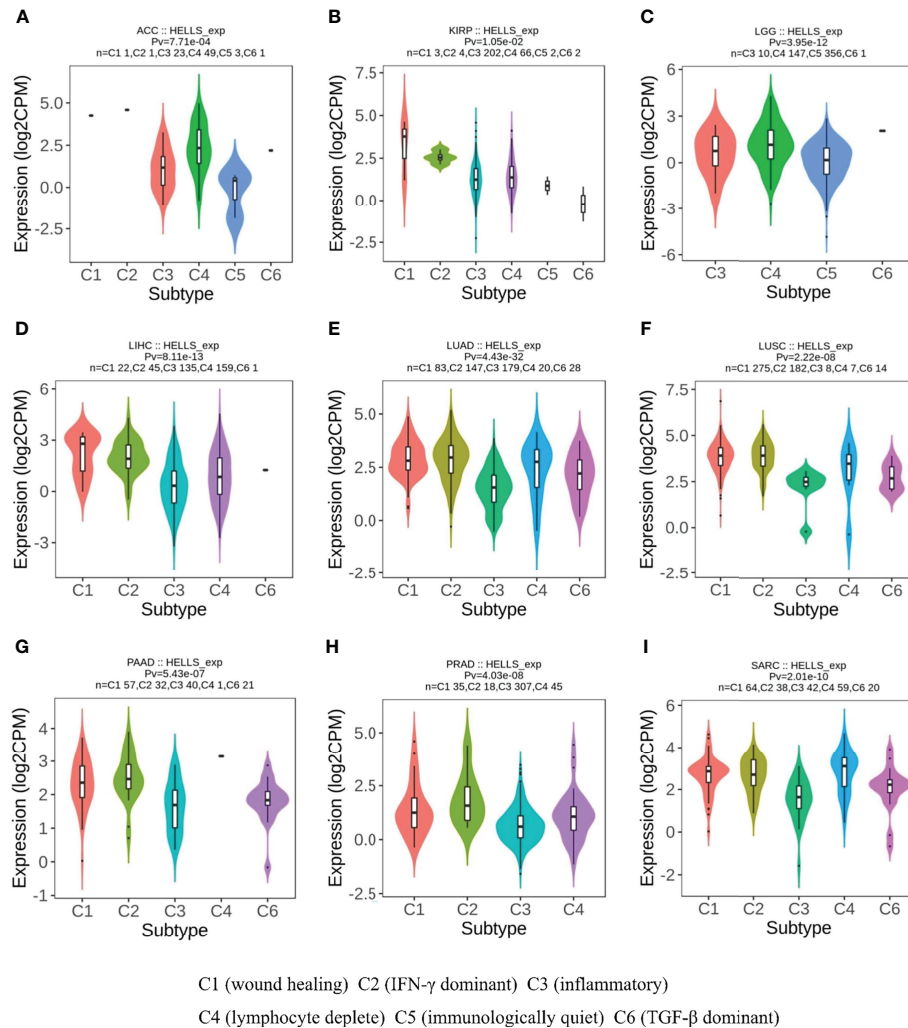 A
ACC :: HELLS_exp
Pv=7.71e-04
n=C1 1,C2 1,C3 23,C4 49,C5 3,C6 1
Expression (log2CPM)
5.0
2.5
0.0
-2.5
C1 C2 C3 C4 C5 C6
Subtype
B
KIRP :: HELLS_exp
Pv=1.05e-02
n=C1 3,C2 4,C3 202,C4 66,C5 2,C6 2
Expression (log2CPM)
7.5
5.0
2.5
0.0
-2.5
C1 C2 C3 C4 C5 C6
Subtype
C
LGG :: HELLS_exp
Pv=3.95e-12
n=C3 10,C4 147,C5 356,C6 1
Expression (log2CPM)
6
3
0
-3
-6
C3 C4 C5 C6
Subtype
D
LIHC :: HELLS_exp
Pv=8.11e-13
n=C1 22,C2 45,C3 135,C4 159,C6 1
Expression (log2CPM)
6
3
0
-3
C1 C2 C3 C4 C6
Subtype
E
LUAD :: HELLS_exp
Pv=4.43e-32
n=C1 83,C2 147,C3 179,C4 20,C6 28
Expression (log2CPM)
5.0
2.5
0.0
-2.5
C1 C2 C3 C4 C6
Subtype
F
LUSC :: HELLS_exp
Pv=2.22e-08
n=C1 275,C2 182,C3 8,C4 7,C6 14
Expression (log2CPM)
7.5
5.0
2.5
0.0
-2.5
C1 C2 C3 C4 C6
Subtype
G
PAAD :: HELLS_exp
Pv=5.43e-07
n=C1 57,C2 32,C3 40,C4 1,C6 21
Expression (log2CPM)
4
3
2
1
0
-1
C1 C2 C3 C4 C6
Subtype
H
PRAD :: HELLS_exp
Pv=4.03e-08
n=C1 35,C2 18,C3 307,C4 45
Expression (log2CPM)
5.0
2.5
0.0
-2.5
C1 C2 C3 C4
Subtype
I
SARC :: HELLS_exp
Pv=2.01e-10
n=C1 64,C2 38,C3 42,C4 59,C6 20
Expression (log2CPM)
6
4
2
0
-2
C1 C2 C3 C4 C6
Subtype
C1 (wound healing) C2 (IFN-γ dominant) C3 (inflammatory)
C4 (lymphocyte deplete) C5 (immunologically quiet) C6 (TGF-β dominant)